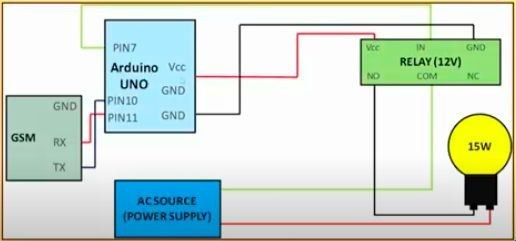 PIN7
Arduino
UNO
Vcc
5
GND
GND
PIN10
PIN11
GSM
GND
RX
TX
Vcc
IN
GND
RELAY (12V)
NO
COM
NC
15W
AC SOURCE
(POWER SUPPLY)